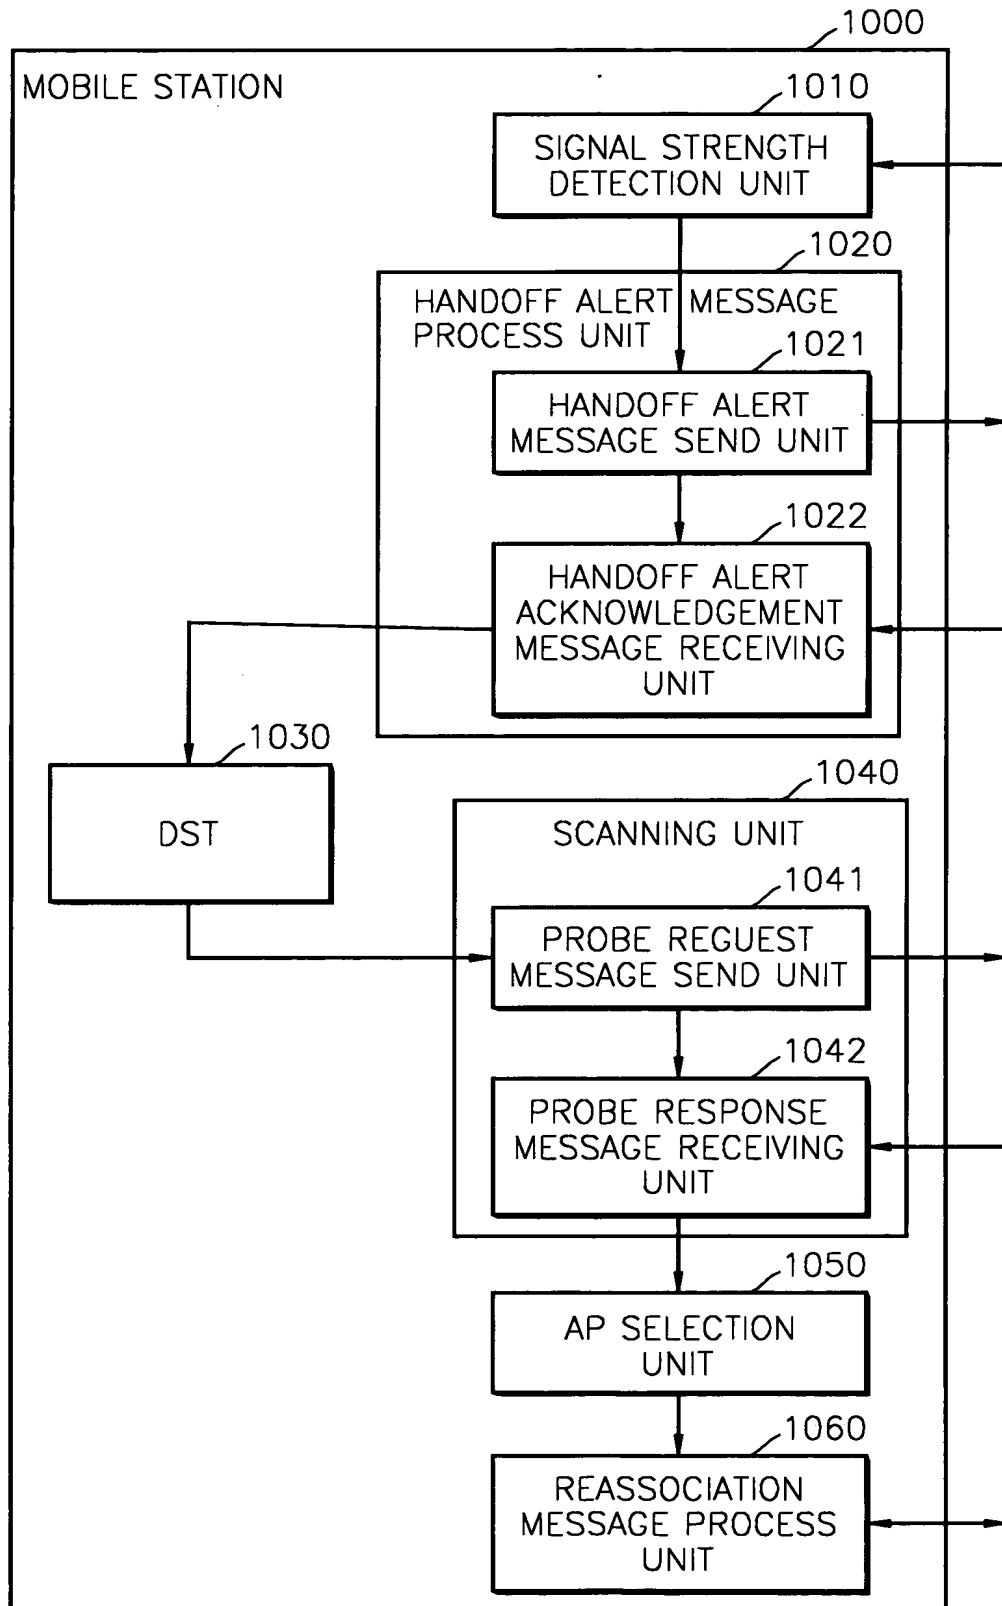 1000
MOBILE STATION
1010
SIGNAL STRENGTH
DETECTION UNIT
1020
HANDOFF ALERT MESSAGE
PROCESS UNIT
1021
HANDOFF ALERT
MESSAGE SEND UNIT
1022
HANDOFF ALERT
ACKNOWLEDGEMENT
MESSAGE RECEIVING
UNIT
1030
DST
1040
SCANNING UNIT
1041
PROBE REGUEST
MESSAGE SEND UNIT
1042
PROBE RESPONSE
MESSAGE RECEIVING
UNIT
1050
AP SELECTION
UNIT
1060
REASSOCIATION
MESSAGE PROCESS
UNIT